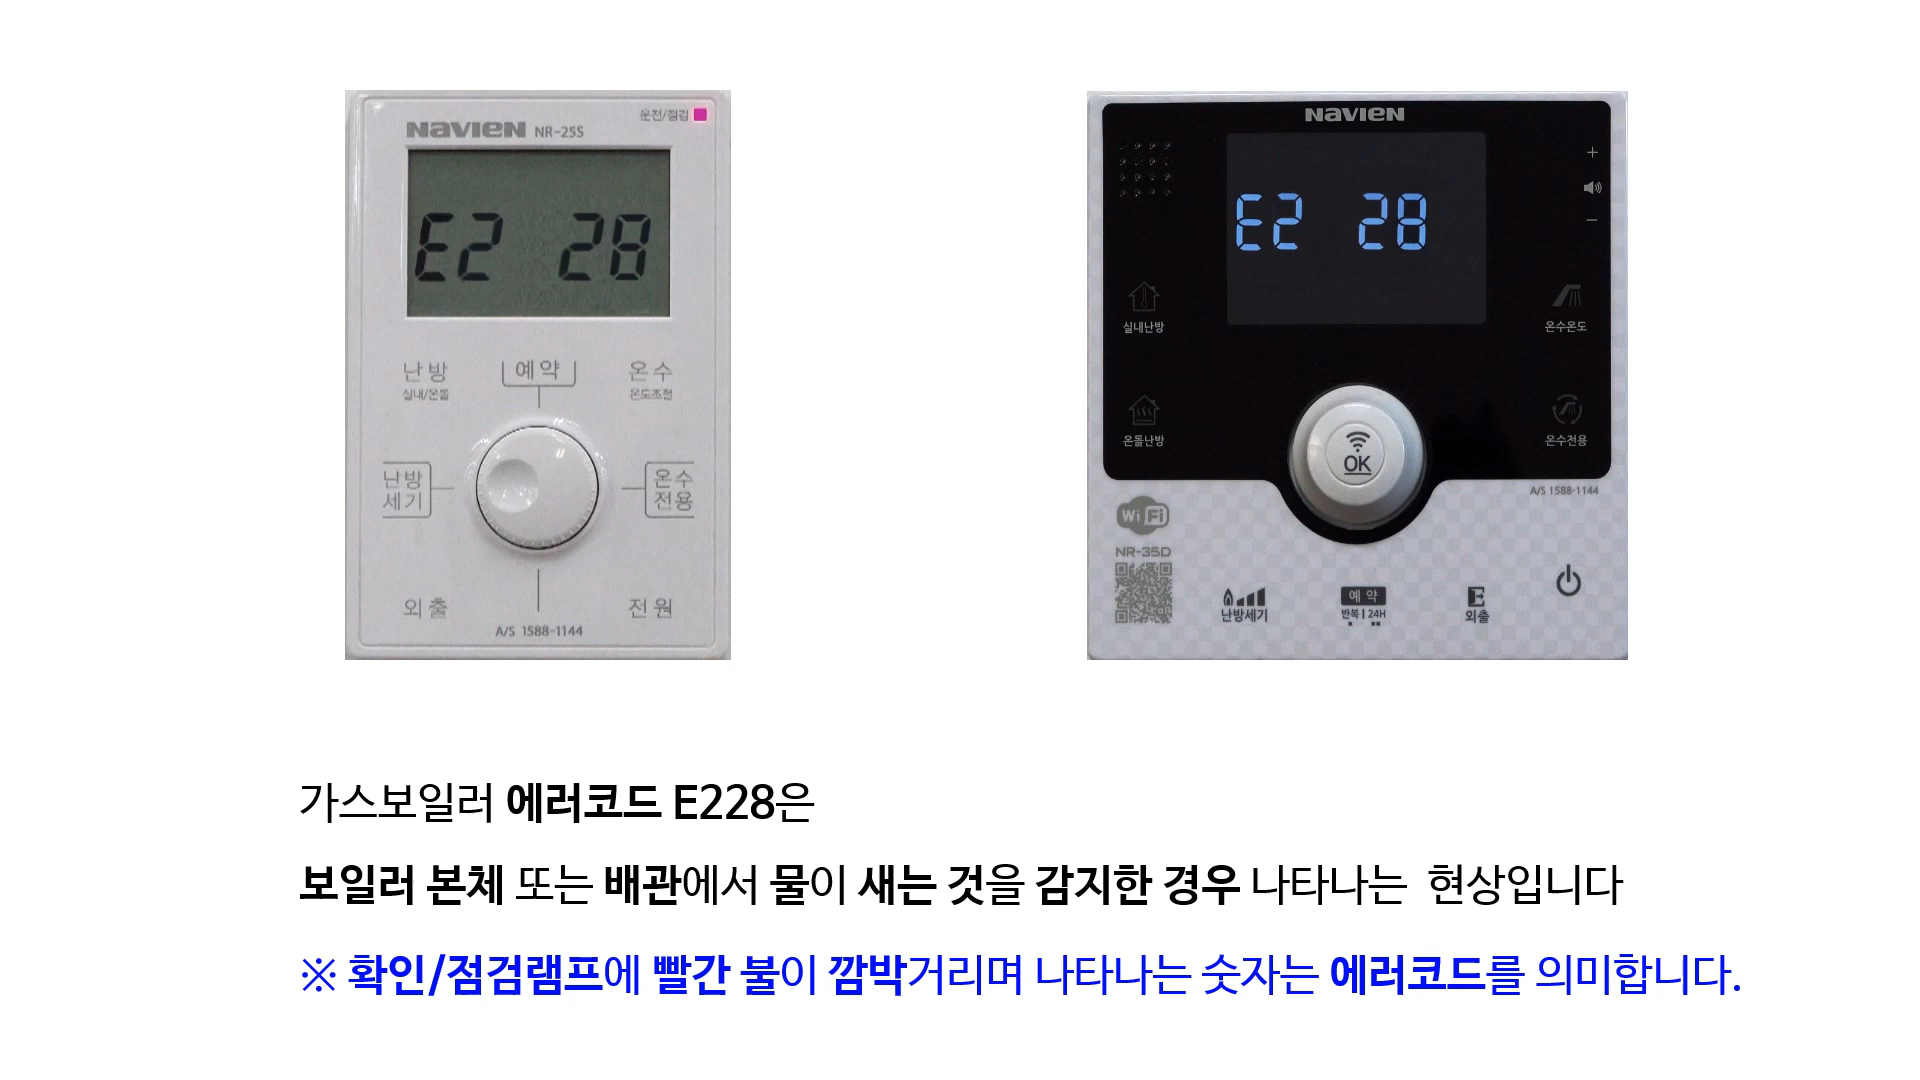 운전/점검
NAVIEN NR-25S
E2 28
난방
실내/온돌
예약
온수
온도조절
난방
세기
온수
전용
외출
전원
A/S 1588-1144
NAVIEN
E2 28
+
−
실내난방
온수온도
온돌난방
온수전용
OK
A/S 1588-1144
WiFi
NR-35D
난방세기
예약
반복 | 24H
외출
가스보일러 에러코드 E228은
보일러 본체 또는 배관에서 물이 새는 것을 감지한 경우 나타나는 현상입니다
※ 확인/점검램프에 빨간 불이 깜박거리며 나타나는 숫자는 에러코드를 의미합니다.